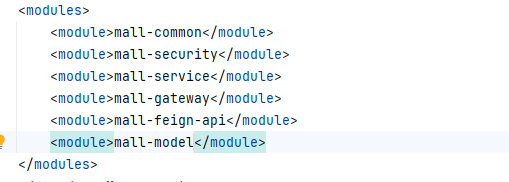 <modules>
<module>mall-common</module>
<module>mall-security</module>
<module>mall-service</module>
<module>mall-gateway</module>
<module>mall-feign-api</module>
<module>mall-model</module>
</modules>